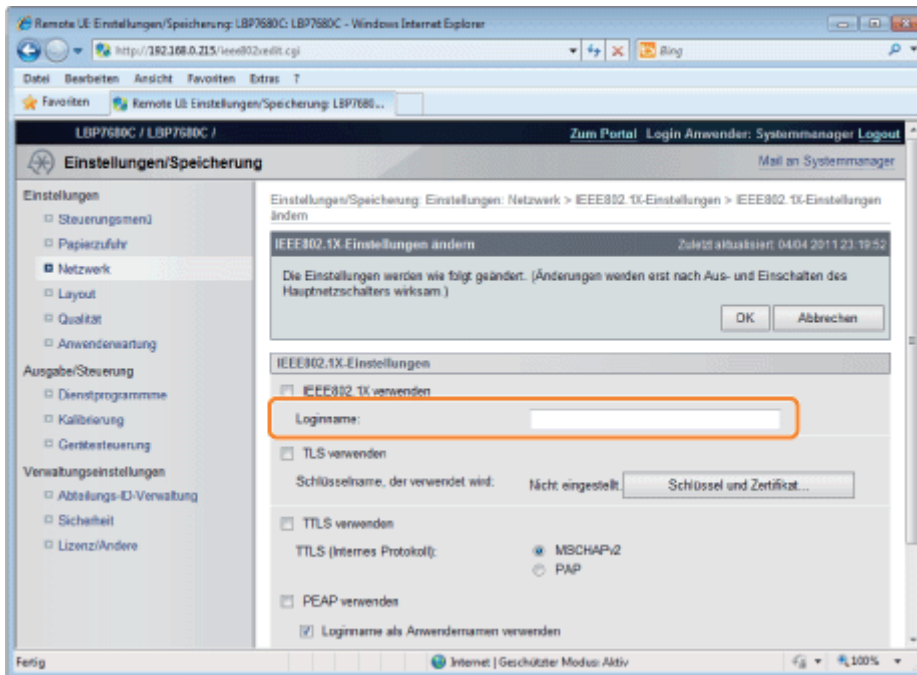 Remote UI: Einstellungen/Speicherung: LBP7680C: LBP7680C - Windows Internet Explorer
http://192.168.0.215/ieee802xedit.cgi
Bing
Datei Bearbeiten Ansicht Favoriten Extras ?
Favoriten Remote UI: Einstellungen/Speicherung: LBP7680...
LBP7680C / LBP7680C / Zum Portal Login Anwender: Systemmanager Logout
Einstellungen/Speicherung Mail an Systemmanager
Einstellungen
Steuerungsmenü
Papierzufuhr
Netzwerk
Layout
Qualität
Anwenderwartung
Ausgabe/Steuerung
Dienstprogramme
Kalibrierung
Gerätesteuerung
Verwaltungseinstellungen
Abteilungs-ID-Verwaltung
Sicherheit
Lizenz/Andere
Einstellungen/Speicherung: Einstellungen: Netzwerk > IEEE802.1X-Einstellungen > IEEE802.1X-Einstellungen
ändern
IEEE802.1X-Einstellungen ändern Zuletzt aktualisiert: 04/04 2011 23:19:52
Die Einstellungen werden wie folgt geändert. (Änderungen werden erst nach Aus- und Einschalten des
Hauptnetzschalters wirksam.)
OK Abbrechen
IEEE802.1X-Einstellungen
IEEE802.1X verwenden
Loginname:
TLS verwenden
Schlüsselname, der verwendet wird: Nicht eingestellt. Schlüssel und Zertifikat...
TTLS verwenden
TTLS (Internes Protokoll): MSCHAPv2
PAP
PEAP verwenden
Loginname als Anwendernamen verwenden
Fertig Internet | Geschützter Modus: Aktiv 100%